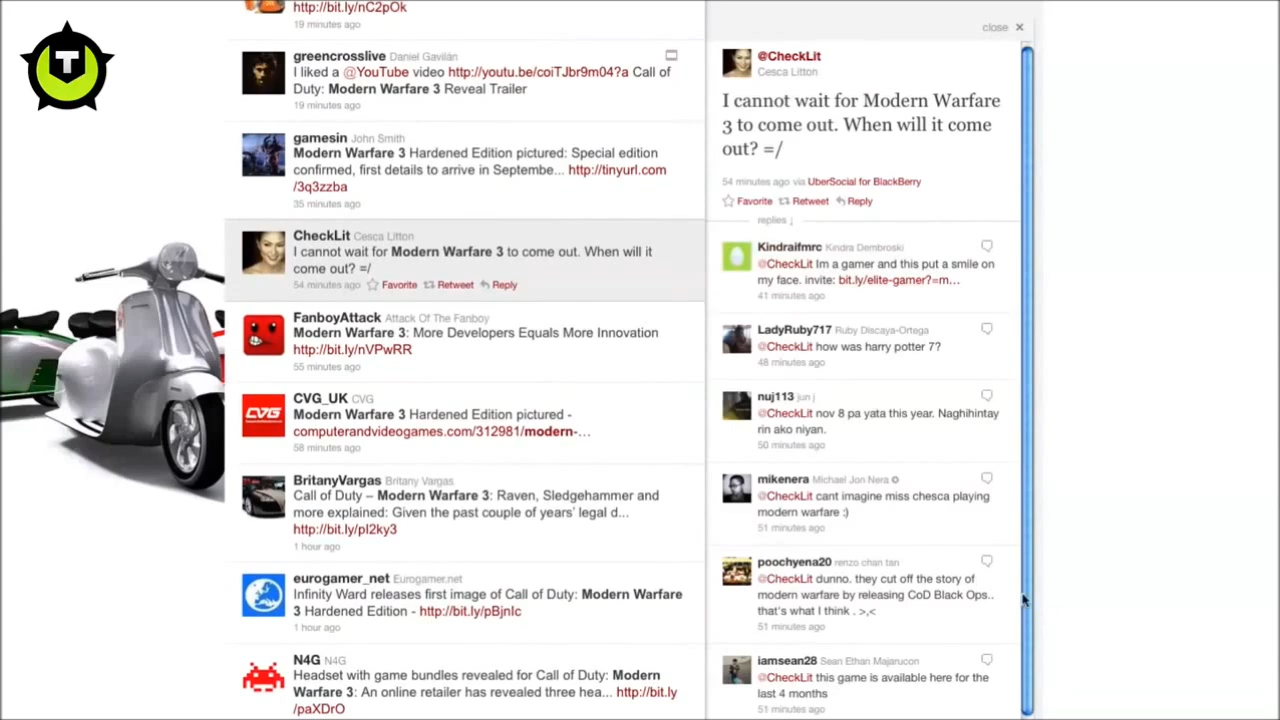 T
http://bit.ly/nC2pOk
19 minutes ago
greencrosslive Daniel Gavilán
I liked a @YouTube video http://youtu.be/coiTJbr9m04?a Call of
Duty: Modern Warfare 3 Reveal Trailer
19 minutes ago
gamesin John Smith
Modern Warfare 3 Hardened Edition pictured: Special edition
confirmed, first details to arrive in Septembe... http://tinyurl.com
/3q3zzba
35 minutes ago
CheckLit Cesca Litton
I cannot wait for Modern Warfare 3 to come out. When will it
come out? =/
54 minutes ago Favorite Retweet Reply
FanboyAttack Attack Of The Fanboy
Modern Warfare 3: More Developers Equals More Innovation
http://bit.ly/nVPwRR
55 minutes ago
CVG
CVG_UK CVG
Modern Warfare 3 Hardened Edition pictured -
computerandvideogames.com/312981/modern-…
58 minutes ago
BritanyVargas Britany Vargas
Call of Duty – Modern Warfare 3: Raven, Sledgehammer and
more explained: Given the past couple of years' legal d...
http://bit.ly/pI2ky3
1 hour ago
eurogamer_net Eurogamer.net
Infinity Ward releases first image of Call of Duty: Modern Warfare
3 Hardened Edition - http://bit.ly/pBjnIc
1 hour ago
N4G N4G
Headset with game bundles revealed for Call of Duty: Modern
Warfare 3: An online retailer has revealed three hea... http://bit.ly
/paXDrO
close ×
@CheckLit
Cesca Litton
I cannot wait for Modern Warfare
3 to come out. When will it come
out? =/
54 minutes ago via UberSocial for BlackBerry
Favorite Retweet Reply
replies ↓
Kindraifmrc Kindra Dembroski
@CheckLit Im a gamer and this put a smile on
my face. invite: bit.ly/elite-gamer?=m…
41 minutes ago
LadyRuby717 Ruby Discaya-Ortega
@CheckLit how was harry potter 7?
48 minutes ago
nuj113 jun j
@CheckLit nov 8 pa yata this year. Naghihintay
rin ako niyan.
50 minutes ago
mikenera Michael Jon Nera
@CheckLit cant imagine miss chesca playing
modern warfare :)
51 minutes ago
poochyena20 renzo chan tan
@CheckLit dunno. they cut off the story of
modern warfare by releasing CoD Black Ops..
that's what I think . >,<
51 minutes ago
iamsean28 Sean Ethan Majarucon
@CheckLit this game is available here for the
last 4 months
51 minutes ago